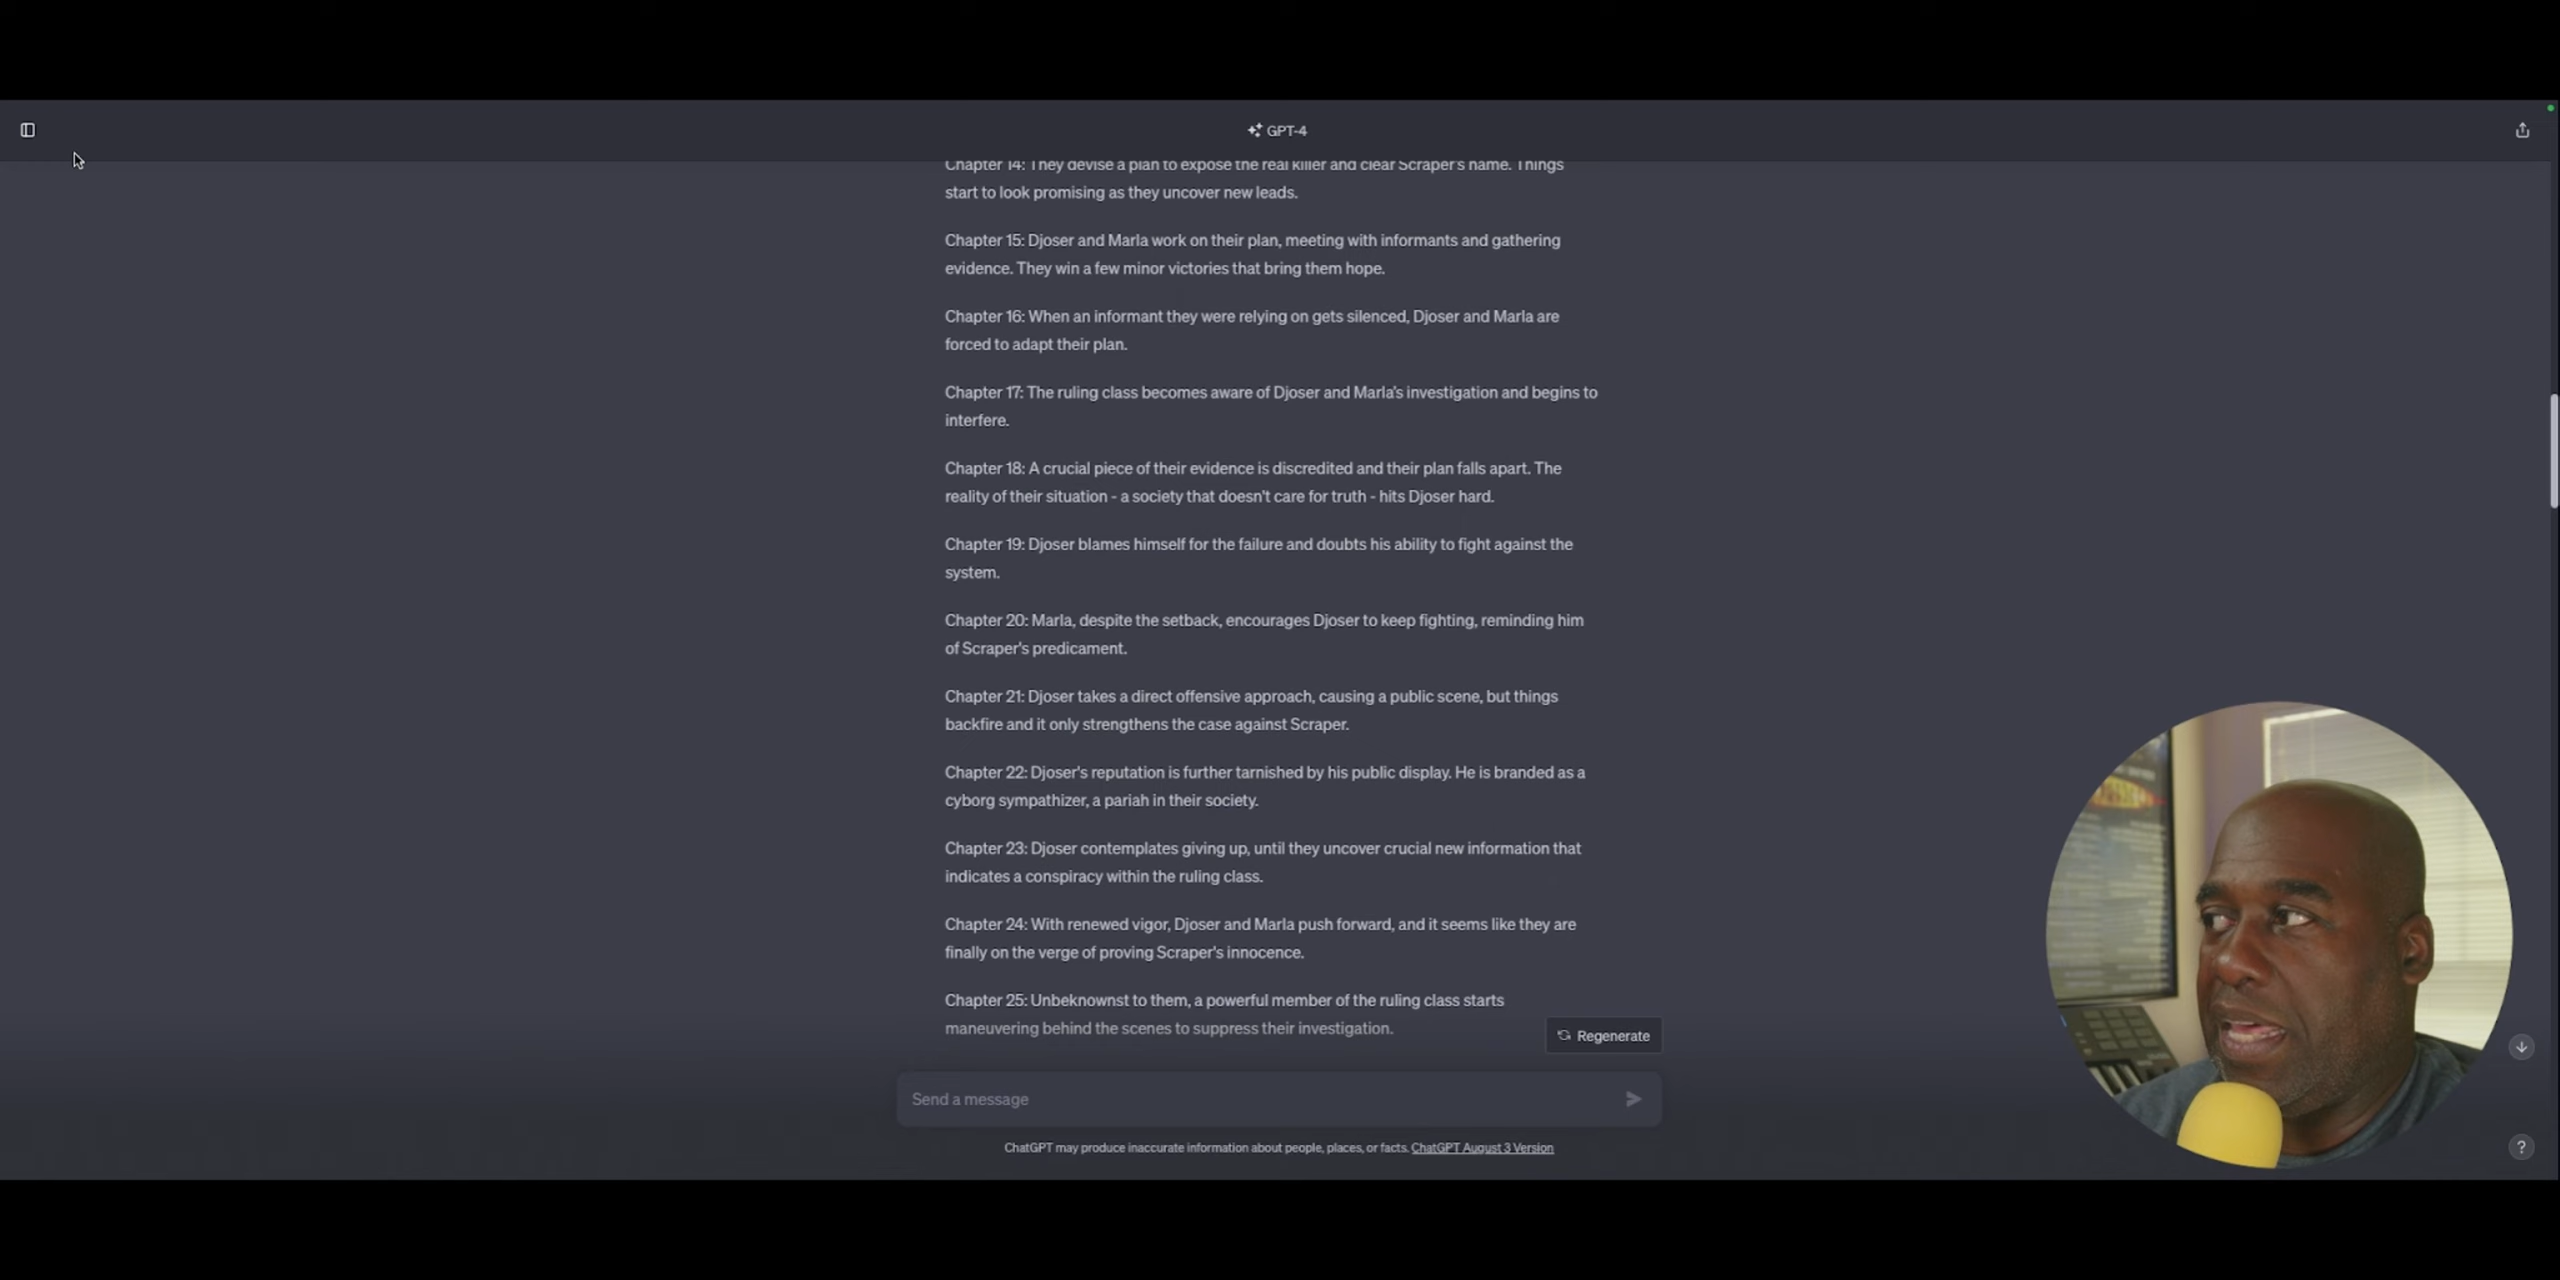 GPT-4
Chapter 14: They devise a plan to expose the real killer and clear Scraper's name. Things
start to look promising as they uncover new leads.
Chapter 15: Djoser and Marla work on their plan, meeting with informants and gathering
evidence. They win a few minor victories that bring them hope.
Chapter 16: When an informant they were relying on gets silenced, Djoser and Marla are
forced to adapt their plan.
Chapter 17: The ruling class becomes aware of Djoser and Marla's investigation and begins to
interfere.
Chapter 18: A crucial piece of their evidence is discredited and their plan falls apart. The
reality of their situation - a society that doesn't care for truth - hits Djoser hard.
Chapter 19: Djoser blames himself for the failure and doubts his ability to fight against the
system.
Chapter 20: Marla, despite the setback, encourages Djoser to keep fighting, reminding him
of Scraper's predicament.
Chapter 21: Djoser takes a direct offensive approach, causing a public scene, but things
backfire and it only strengthens the case against Scraper.
Chapter 22: Djoser's reputation is further tarnished by his public display. He is branded as a
cyborg sympathizer, a pariah in their society.
Chapter 23: Djoser contemplates giving up, until they uncover crucial new information that
indicates a conspiracy within the ruling class.
Chapter 24: With renewed vigor, Djoser and Marla push forward, and it seems like they are
finally on the verge of proving Scraper's innocence.
Chapter 25: Unbeknownst to them, a powerful member of the ruling class starts
maneuvering behind the scenes to suppress their investigation.
Regenerate
Send a message
ChatGPT may produce inaccurate information about people, places, or facts. ChatGPT August 3 Version
?